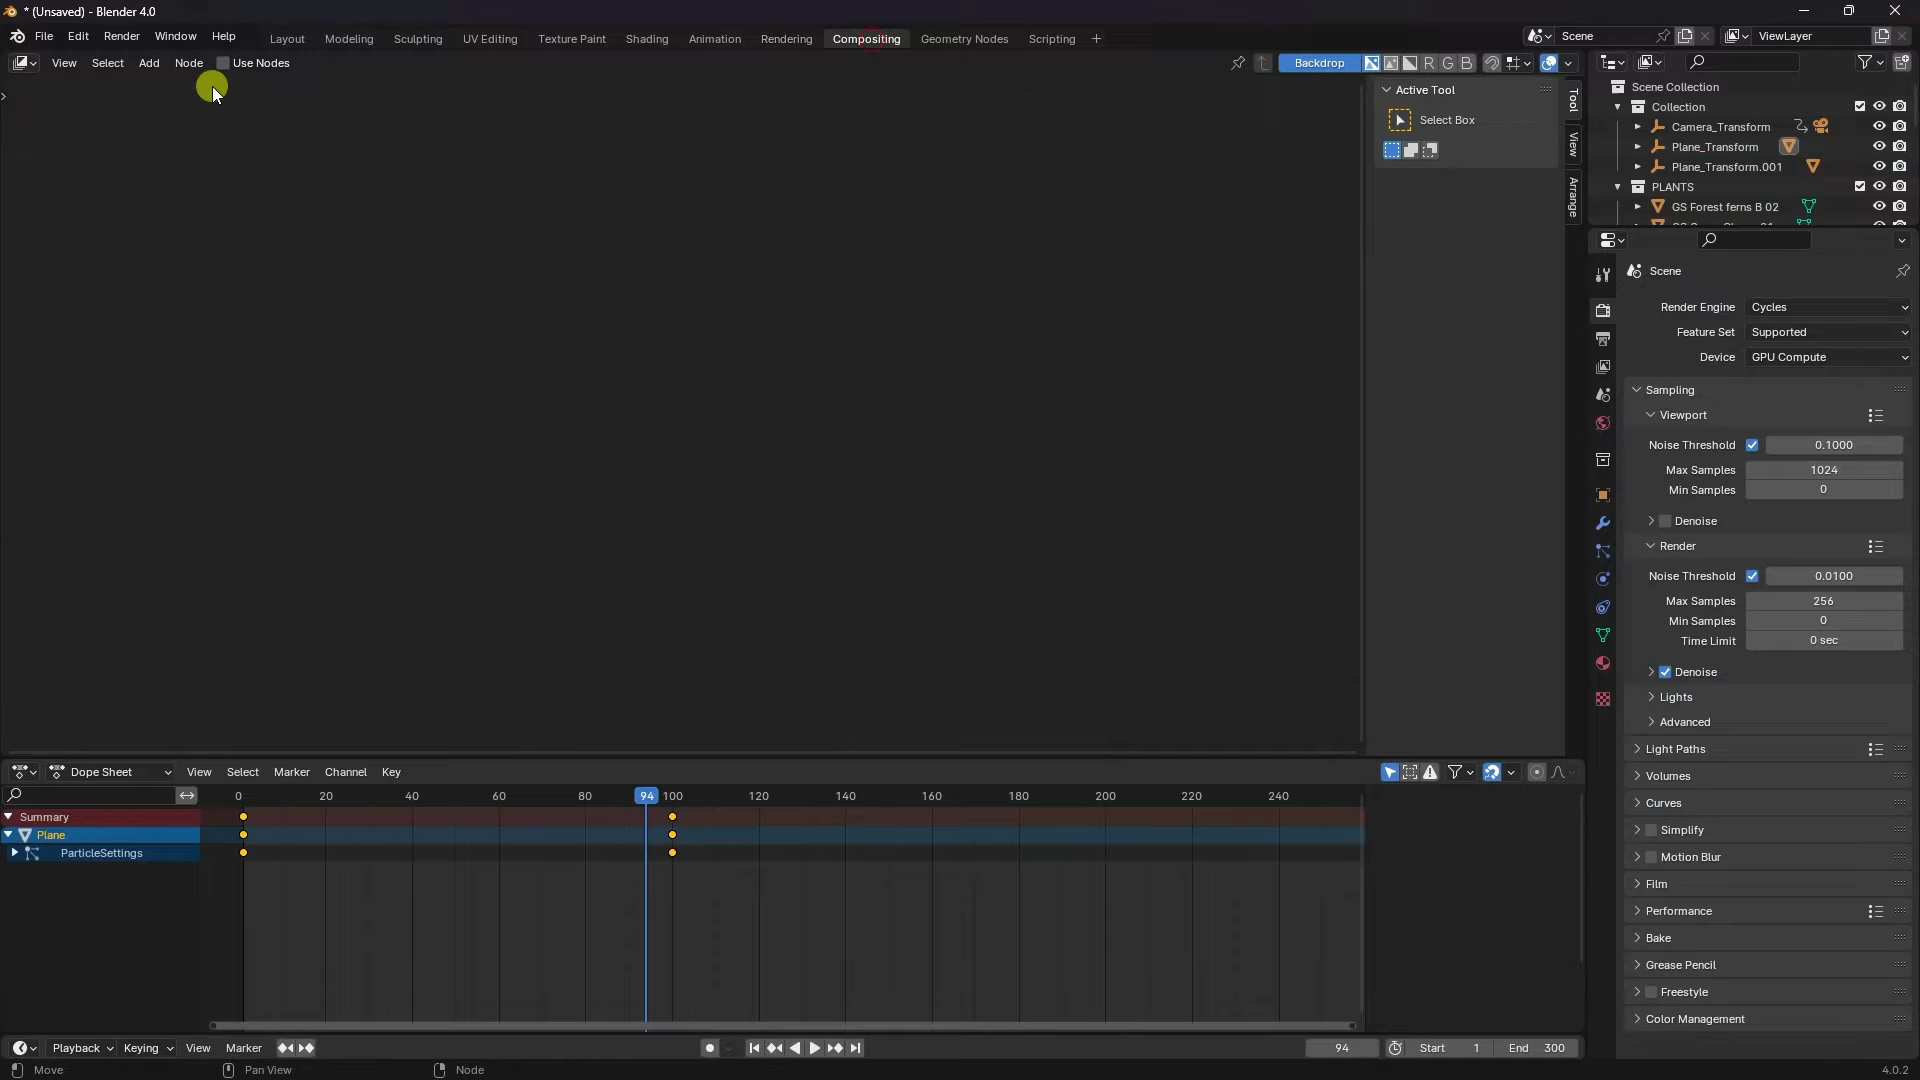 * (Unsaved) - Blender 4.0
File Edit Render Window Help Layout Modeling Sculpting UV Editing Texture Paint Shading Animation Rendering Compositing Geometry Nodes Scripting + Scene ViewLayer
View Select Add Node Use Nodes Backdrop R G B
Active Tool
Select Box
Tool
View
Arrange
Scene Collection
Collection
Camera_Transform
Plane_Transform
Plane_Transform.001
PLANTS
GS Forest ferns B 02
Scene
Render Engine Cycles
Feature Set Supported
Device GPU Compute
Sampling
Viewport
Noise Threshold 0.1000
Max Samples 1024
Min Samples 0
Denoise
Render
Noise Threshold 0.0100
Max Samples 256
Min Samples 0
Time Limit 0 sec
Denoise
Lights
Advanced
Light Paths
Volumes
Curves
Simplify
Motion Blur
Film
Performance
Bake
Grease Pencil
Freestyle
Color Management
Dope Sheet View Select Marker Channel Key
0 20 40 60 80 94 100 120 140 160 180 200 220 240
Summary
Plane
ParticleSettings
Playback Keying View Marker 94 Start 1 End 300
Move Pan View Node 4.0.2